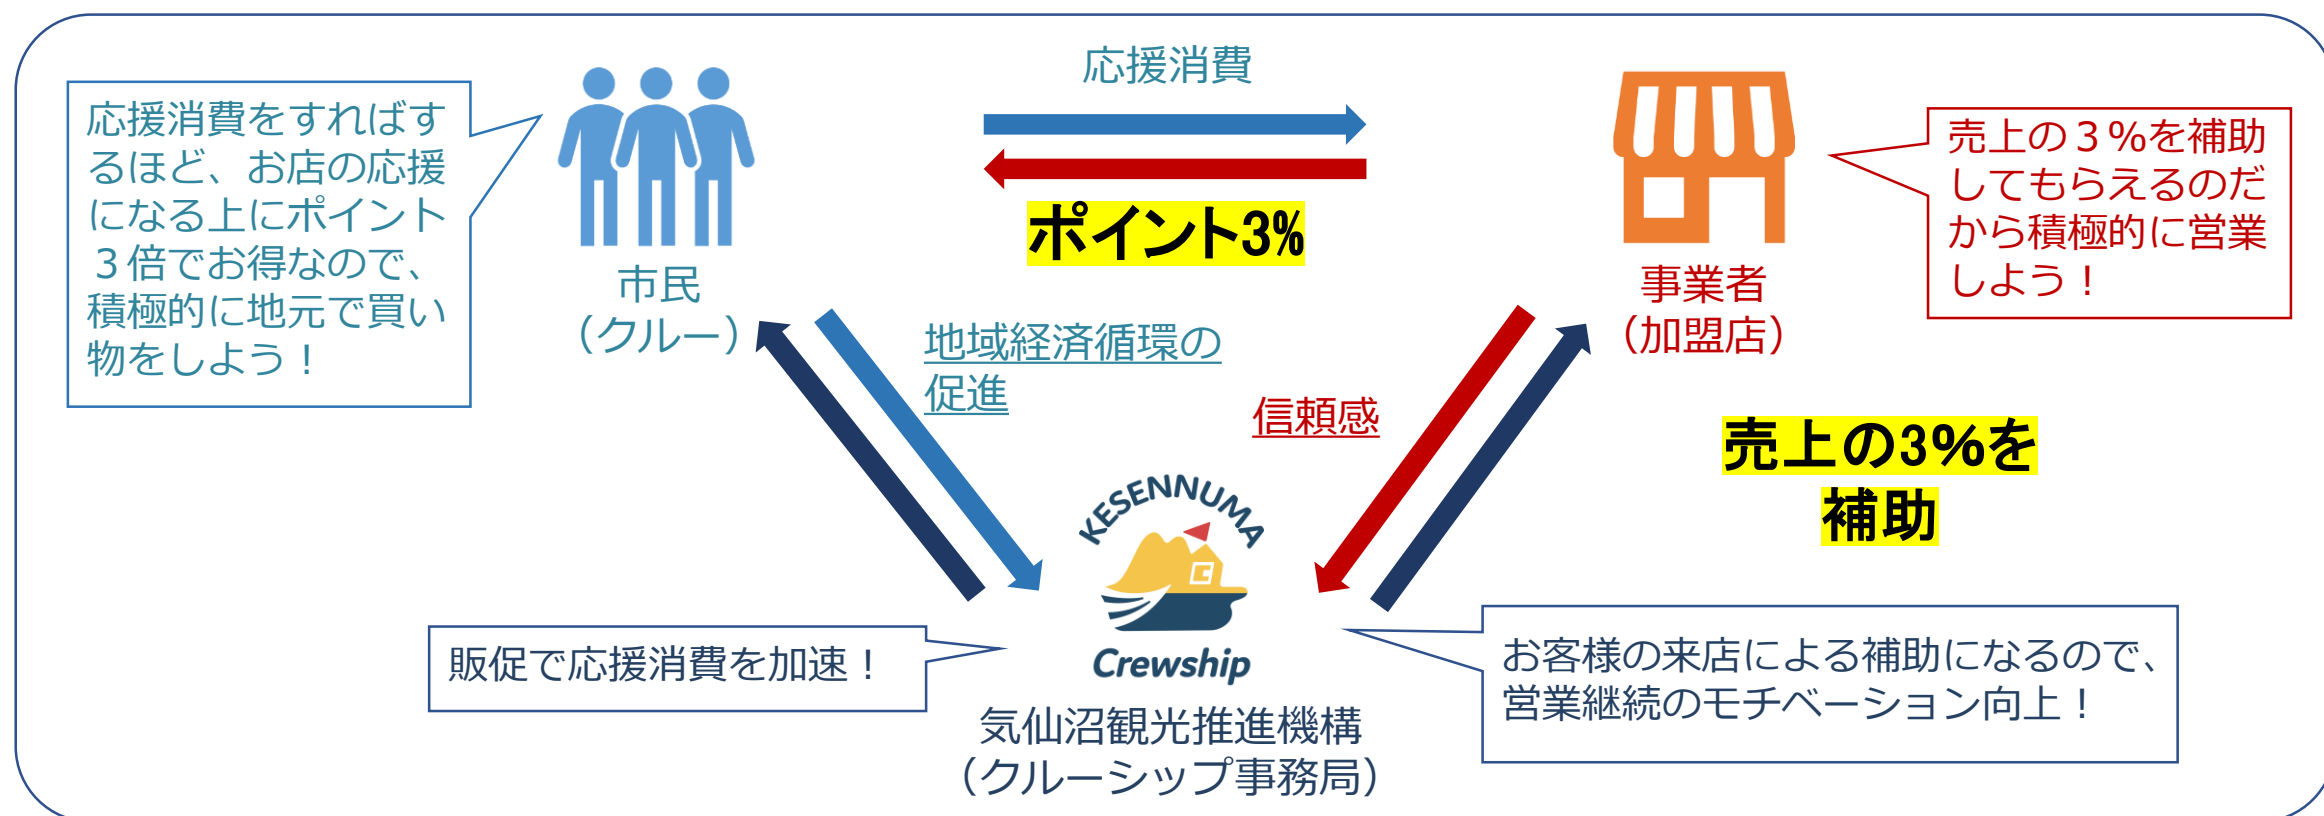 応援消費をすればす
るほど、お店の応援
になる上にポイント
３倍でお得なので、
積極的に地元で買い
物をしよう！
市民
（クルー）
応援消費
ポイント3%
事業者
（加盟店）
売上の３%を補助
してもらえるのだ
から積極的に営業
しよう！
地域経済循環の
促進
信頼感
売上の3%を
補助
KESENNUMA
Crewship
気仙沼観光推進機構
（クルーシップ事務局）
販促で応援消費を加速！
お客様の来店による補助になるので、
営業継続のモチベーション向上！